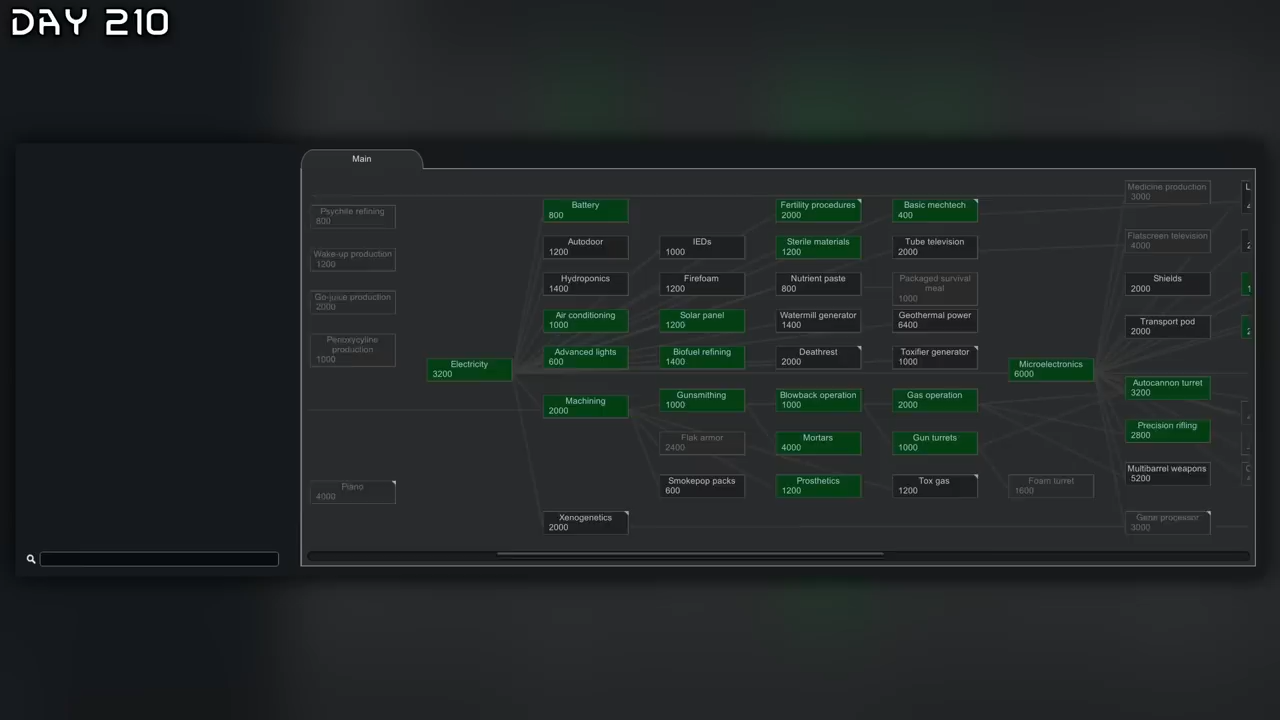 DAY 210
Main
Psychite refining
800
Wake-up production
1200
Go-juice production
2000
Penoxycyline
production
1000
Piano
4000
Electricity
3200
Battery
800
Autodoor
1200
Hydroponics
1400
Air conditioning
1000
Advanced lights
600
Machining
2000
Xenogenetics
2000
IEDs
1000
Firefoam
1200
Solar panel
1200
Biofuel refining
1400
Gunsmithing
1000
Flak armor
2400
Smokepop packs
600
Fertility procedures
2000
Sterile materials
1200
Nutrient paste
800
Watermill generator
1400
Deathrest
2000
Blowback operation
1000
Mortars
4000
Prosthetics
1200
Basic mechtech
400
Tube television
2000
Packaged survival
meal
1000
Geothermal power
6400
Toxifier generator
1000
Gas operation
2000
Gun turrets
1000
Tox gas
1200
Microelectronics
6000
Foam turret
1600
Medicine production
3000
Flatscreen television
4000
Shields
2000
Transport pod
2000
Autocannon turret
3200
Precision rifling
2800
Multibarrel weapons
5200
Gene processor
3000